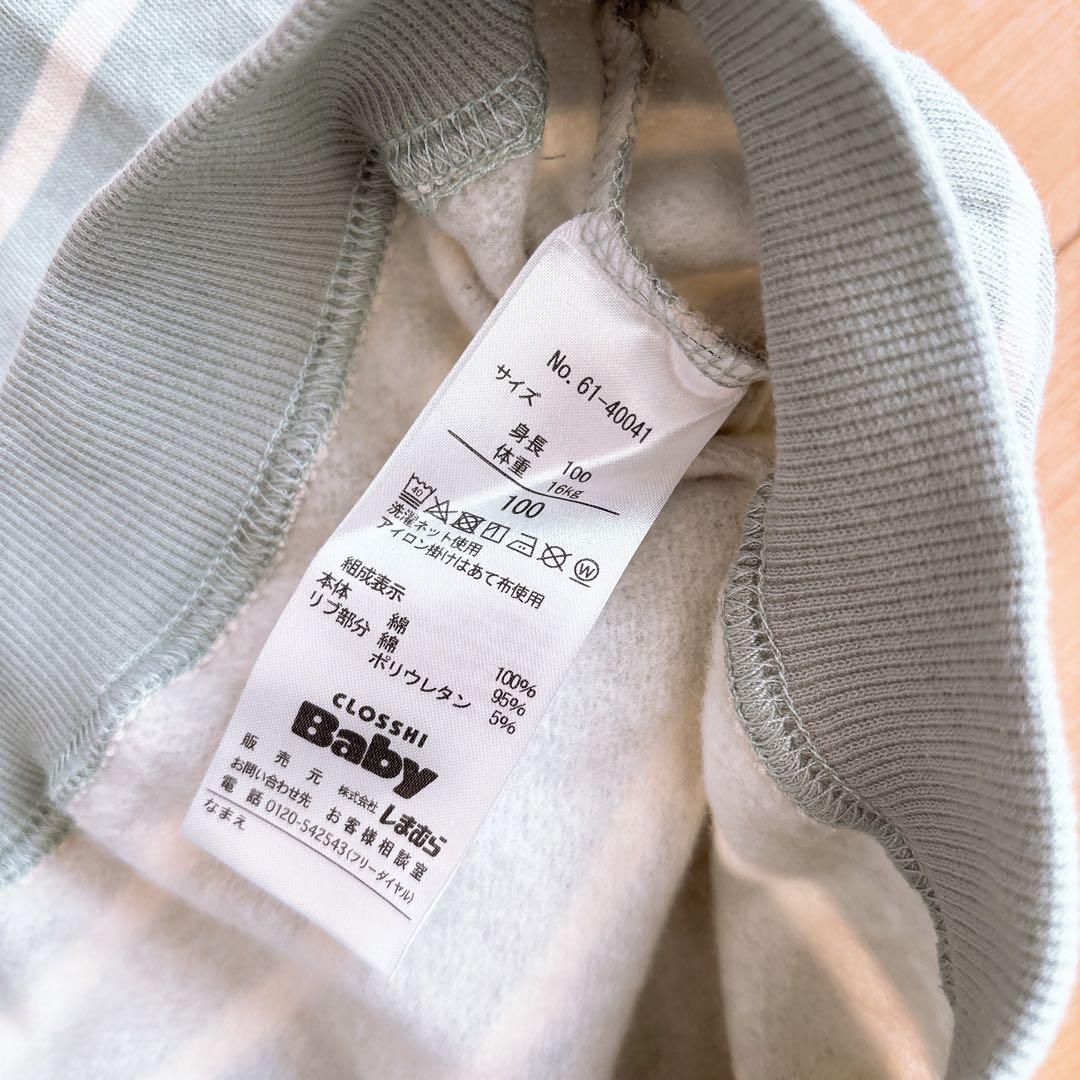 No. 61-40041
サイズ
身長 100
体重 16kg
100
40 W
洗濯ネット使用
アイロン掛けはあて布使用
組成表示
本体 綿 100%
リブ部分 綿 95%
ポリウレタン 5%
CLOSSHI
Baby
販売元 株式会社しまむら
お問い合わせ先 お客様相談室
電話 0120-542543(フリーダイヤル)
なまえ